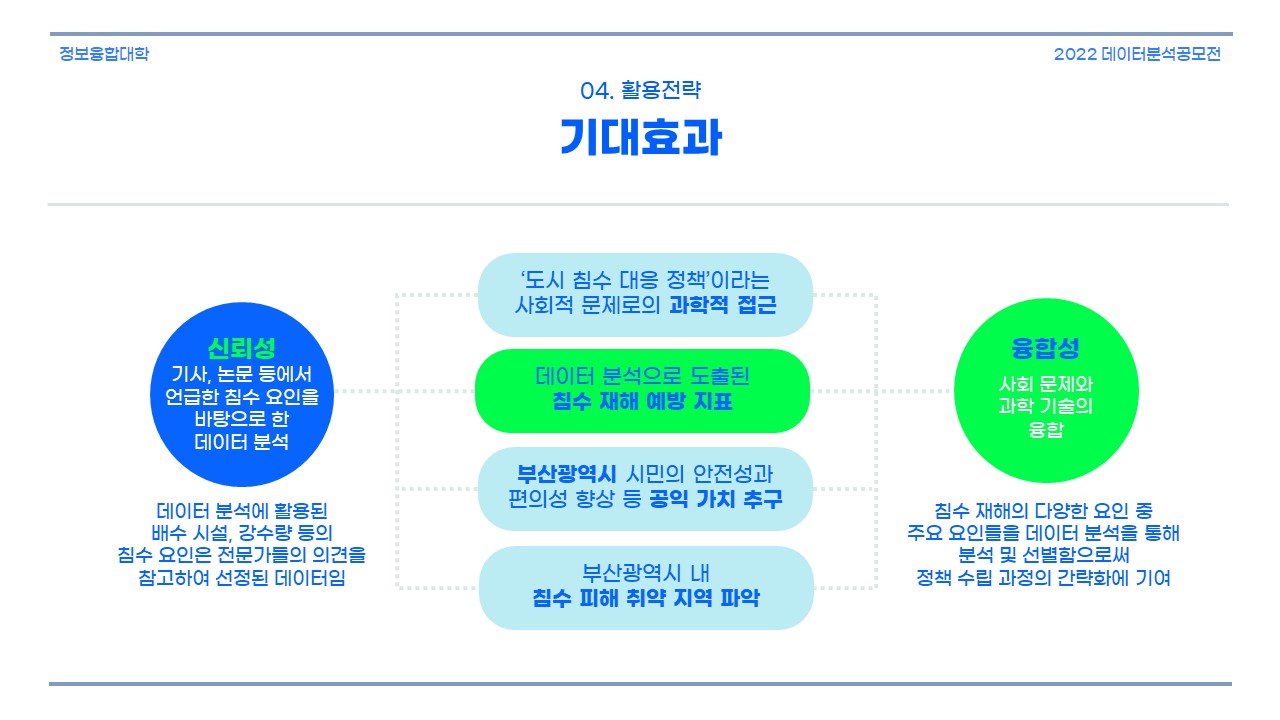 정보융합대학
2022 데이터분석공모전
04. 활용전략
기대효과
신뢰성
기사, 논문 등에서
언급한 침수 요인을
바탕으로 한
데이터 분석
데이터 분석에 활용된
배수 시설, 강수량 등의
침수 요인은 전문가들의 의견을
참고하여 선정된 데이터임
‘도시 침수 대응 정책’이라는
사회적 문제로의 과학적 접근
데이터 분석으로 도출된
침수 재해 예방 지표
부산광역시 시민의 안전성과
편의성 향상 등 공익 가치 추구
부산광역시 내
침수 피해 취약 지역 파악
융합성
사회 문제와
과학 기술의
융합
침수 재해의 다양한 요인 중
주요 요인들을 데이터 분석을 통해
분석 및 선별함으로써
정책 수립 과정의 간략화에 기여